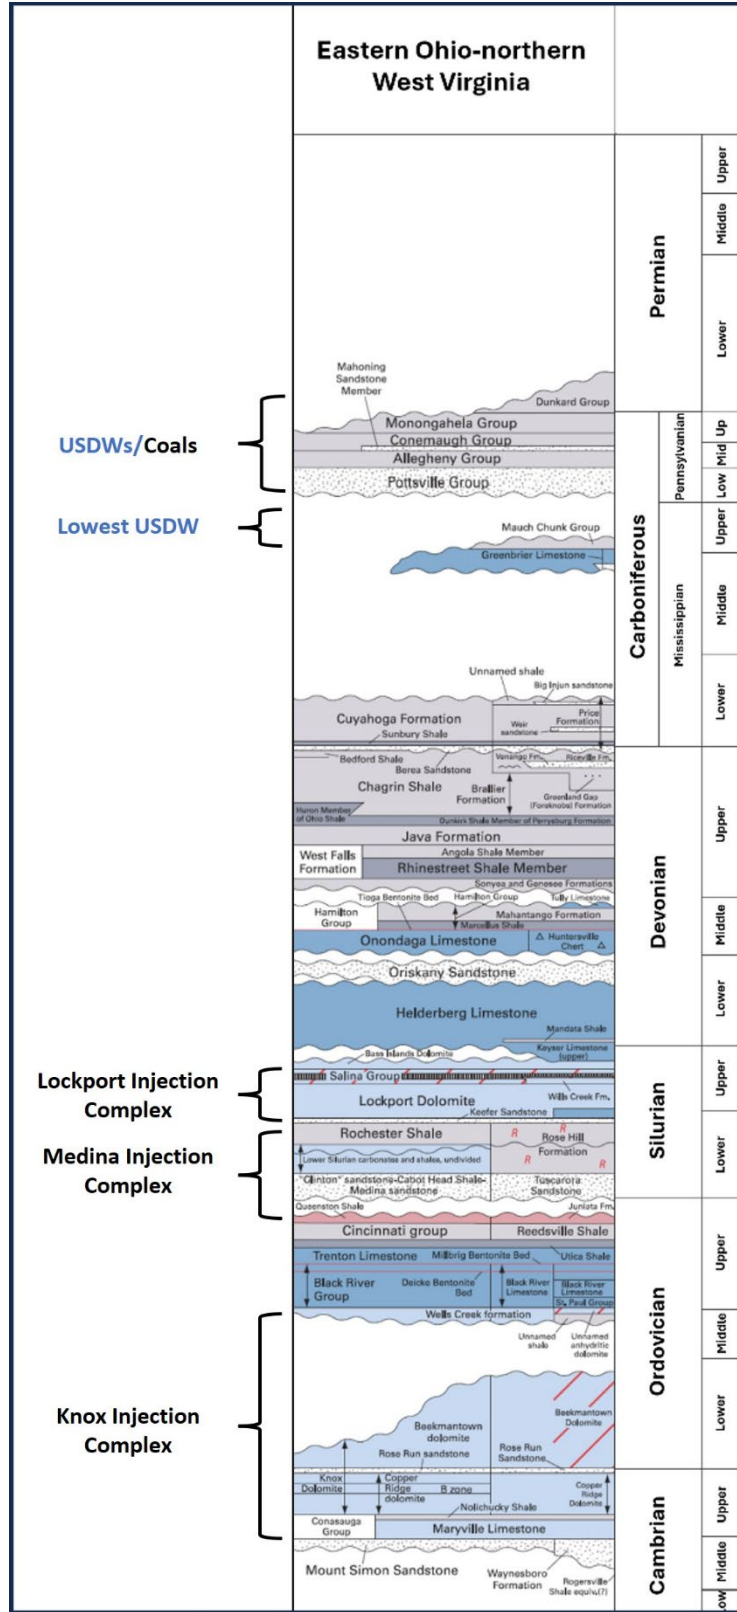 Eastern Ohio-northern
West Virginia
Upper
Middle
Lower
Permian
Mahoning
Sandstone
Member
Dunkard Group
USDWs/Coals
Monongahela Group
Conemaugh Group
Allegheny Group
Pottsville Group
Up
Mid
Low
Pennsylvanian
Lowest USDW
Mauch Chunk Group
Greenbrier Limestone
Upper
Middle
Lower
Mississippian
Carboniferous
Unnamed shale
Big Injun sandstone
Cuyahoga Formation
Price
Formation
Weir
sandstone
Sunbury Shale
Bedford Shale
Berea Sandstone
Venango Fm.
Riceville Fm.
Chagrin Shale
Brallier
Formation
Greenland Gap
(Foreknobs) Formation
Huron Member
of Ohio Shale
Dunkirk Shale Member of Perrysburg Formation
Java Formation
West Falls
Formation
Angola Shale Member
Rhinestreet Shale Member
Sonyea and Genesee Formations
Tioga Bentonite Bed
Hamilton Group
Tully Limestone
Hamilton
Group
Mahantango Formation
Marcellus Shale
Onondaga Limestone
Huntersville
Chert
Oriskany Sandstone
Helderberg Limestone
Mandata Shale
Keyser Limestone
(upper)
Bass Islands Dolomite
Upper
Middle
Lower
Devonian
Lockport Injection
Complex
Salina Group
Wills Creek Fm.
Lockport Dolomite
Keefer Sandstone
Medina Injection
Complex
Rochester Shale
R
R
Rose Hill
Formation
R
R
Lower Silurian carbonates and shales, undivided
"Clinton" sandstone-Cabot Head Shale-
Medina sandstone
Tuscarora
Sandstone
Upper
Lower
Silurian
Queenston Shale
Juniata Fm.
Cincinnati group
Reedsville Shale
Trenton Limestone
Millbrig Bentonite Bed
Utica Shale
Black River
Group
Deicke Bentonite
Bed
Black River
Limestone
Black River
Limestone
St. Paul Group
Wells Creek formation
Unnamed
shale
Unnamed
anhydritic
dolomite
Knox Injection
Complex
Beekmantown
dolomite
Beekmantown
Dolomite
Rose Run sandstone
Rose Run
Sandstone
Upper
Middle
Lower
Ordovician
Knox
Dolomite
Copper
Ridge
dolomite
B zone
Copper
Ridge
Dolomite
Nolichucky Shale
Conasauga
Group
Maryville Limestone
Mount Simon Sandstone
Waynesboro
Formation
Rogersville
Shale equiv.(?)
Upper
Middle
Low
Cambrian